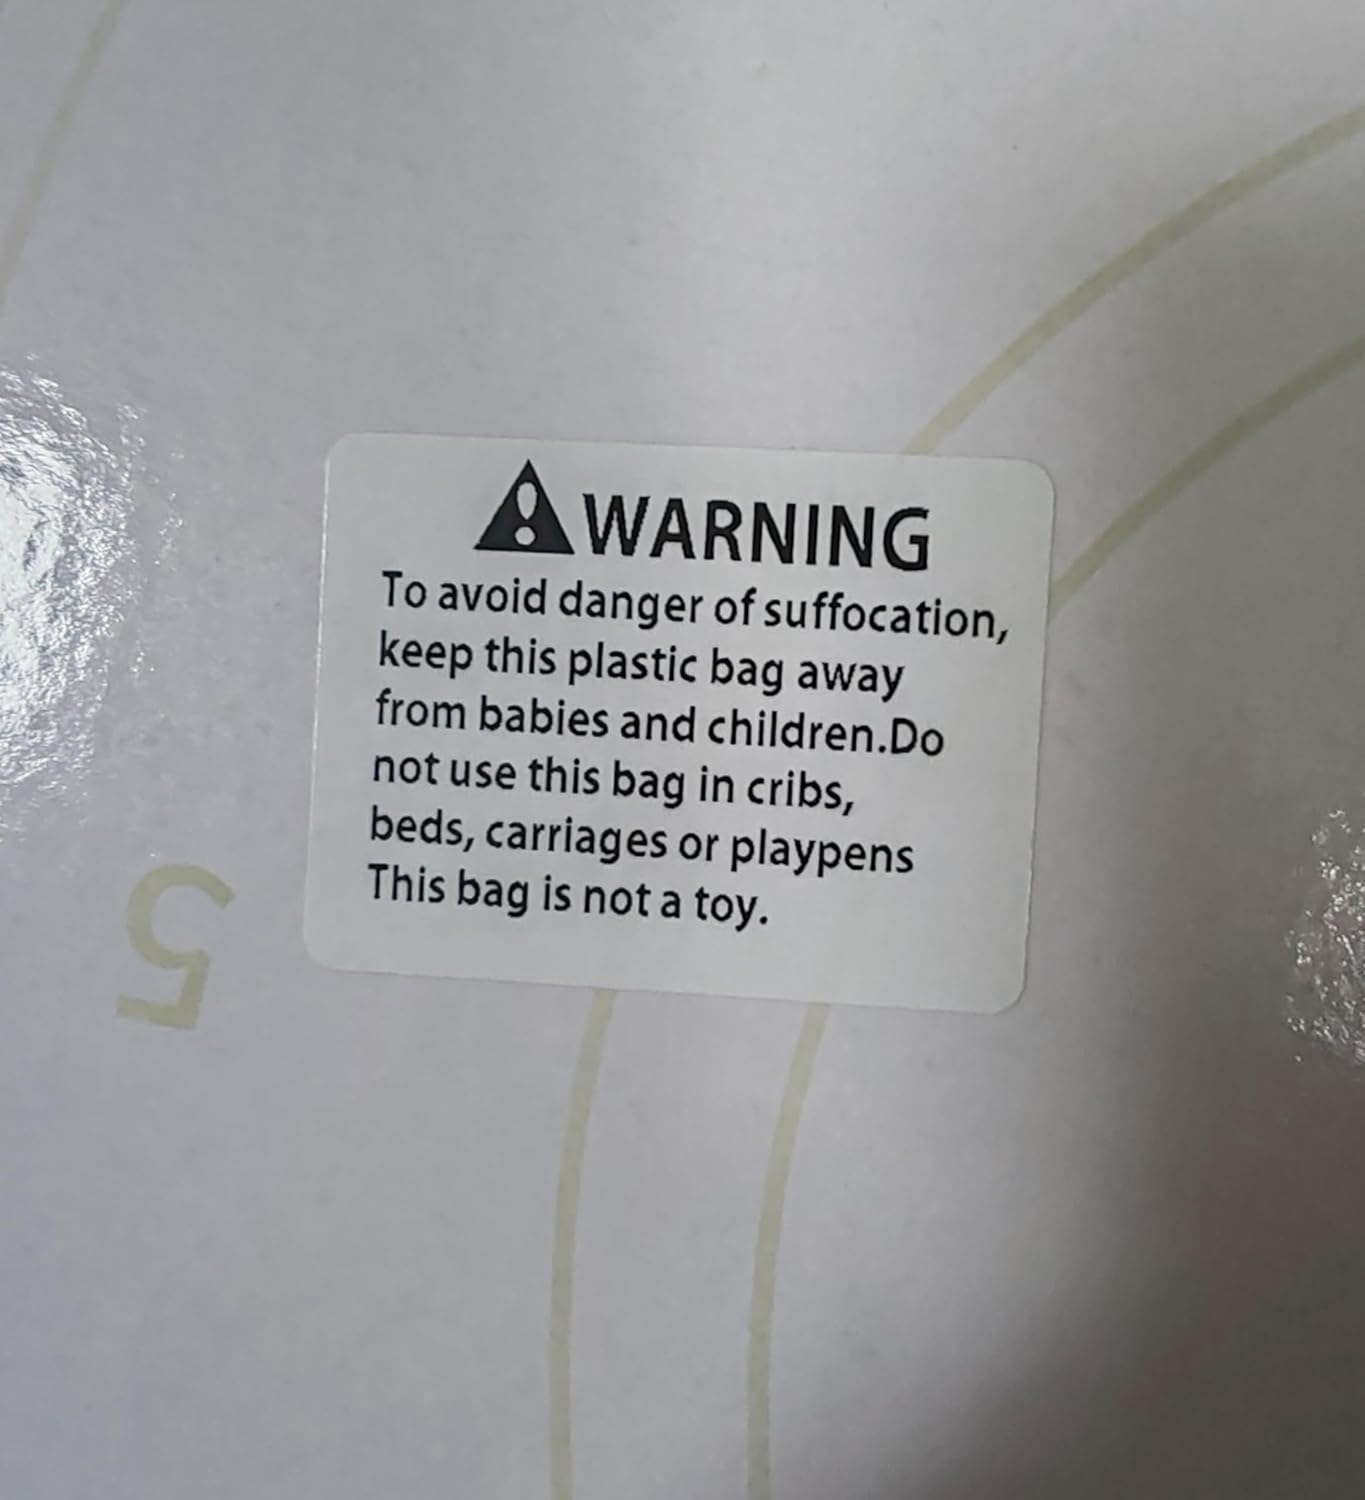 WARNING
To avoid danger of suffocation,
keep this plastic bag away
from babies and children.Do
not use this bag in cribs,
beds, carriages or playpens
This bag is not a toy.
5